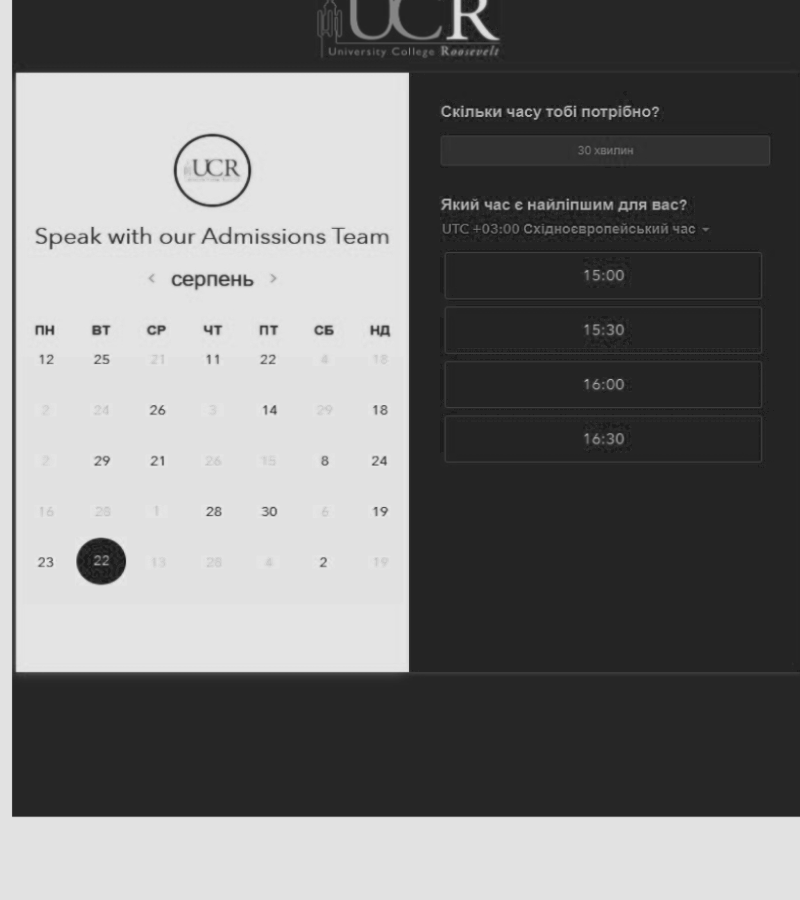 UCR
University College Roosevelt
UCR
Speak with our Admissions Team
< серпень >
ПН ВТ СР ЧТ ПТ СБ НД
12 25 21 11 22 4 18
2 24 26 3 14 29 18
2 29 21 26 15 8 24
16 28 1 28 30 6 19
23 22 13 28 4 2 19
Скільки часу тобі потрібно?
30 хвилин
Який час є найліпшим для вас?
UTC +03:00 Східноєвропейський час
15:00
15:30
16:00
16:30